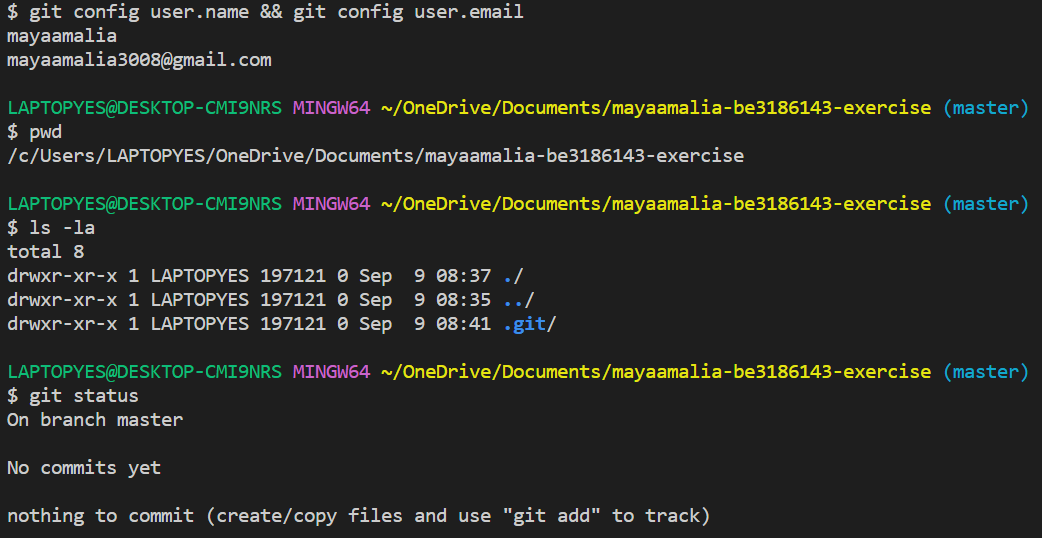 $ git config user.name && git config user.email
mayaamalia
mayaamalia3008@gmail.com
LAPTOPYES@DESKTOP-CMI9NRS MINGW64 ~/OneDrive/Documents/mayaamalia-be3186143-exercise (master)
$ pwd
/c/Users/LAPTOPYES/OneDrive/Documents/mayaamalia-be3186143-exercise
LAPTOPYES@DESKTOP-CMI9NRS MINGW64 ~/OneDrive/Documents/mayaamalia-be3186143-exercise (master)
$ ls -la
total 8
drwxr-xr-x 1 LAPTOPYES 197121 0 Sep  9 08:37 ./
drwxr-xr-x 1 LAPTOPYES 197121 0 Sep  9 08:35 ../
drwxr-xr-x 1 LAPTOPYES 197121 0 Sep  9 08:41 .git/
LAPTOPYES@DESKTOP-CMI9NRS MINGW64 ~/OneDrive/Documents/mayaamalia-be3186143-exercise (master)
$ git status
On branch master
No commits yet
nothing to commit (create/copy files and use "git add" to track)